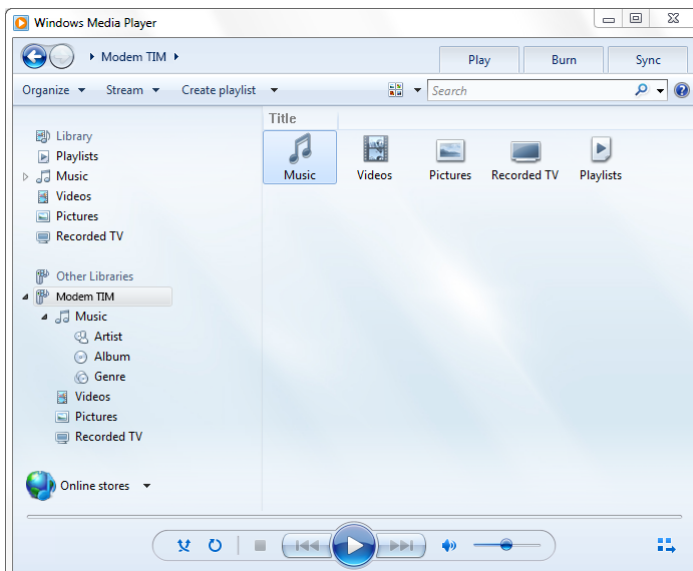 Windows Media Player
Modem TIM
Play Burn Sync
Organize Stream Create playlist Search
Title
Library
Playlists
Music
Videos
Pictures
Recorded TV
Music Videos Pictures Recorded TV Playlists
Other Libraries
Modem TIM
Music
Artist
Album
Genre
Videos
Pictures
Recorded TV
Online stores